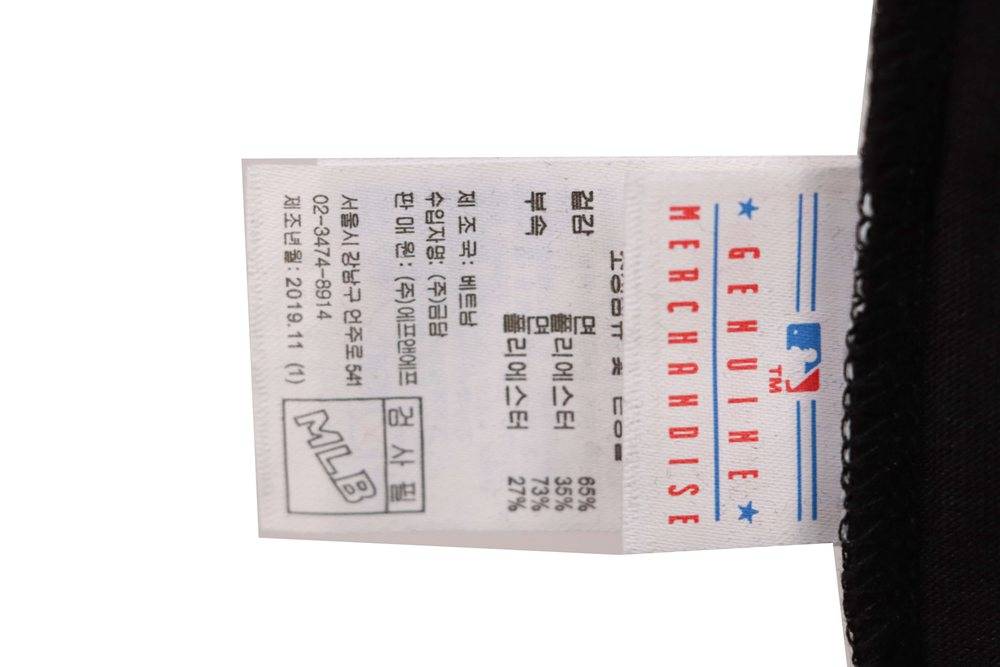 ★ GENUINE ★
MERCHANDISE
TM
겉감 면 65%
폴리에스터 35%
부속 면 73%
폴리에스터 27%
제 조 국: 베트남
수입자명: (주)금담
판 매 원: (주)에프앤에프
서울시 강남구 언주로 541
02-3474-8914
제조년월: 2019.11 (1)
검 사 필
MLB